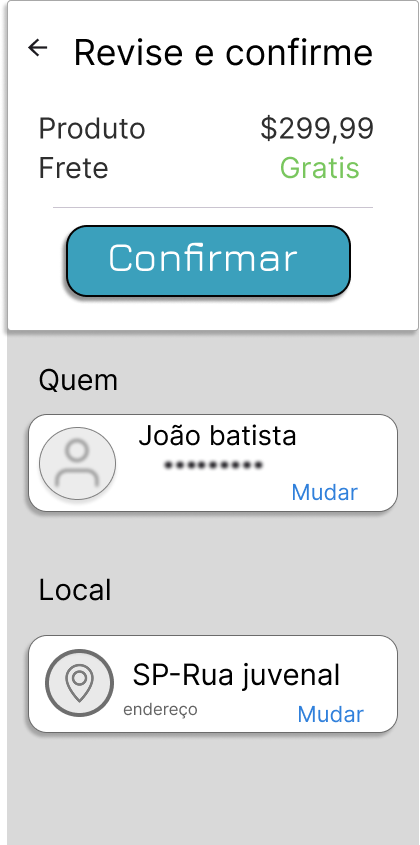 Revise e confirme
Produto $299,99
Frete Gratis
Confirmar
Quem
João batista
•••••••••
Mudar
Local
SP-Rua juvenal
endereço
Mudar